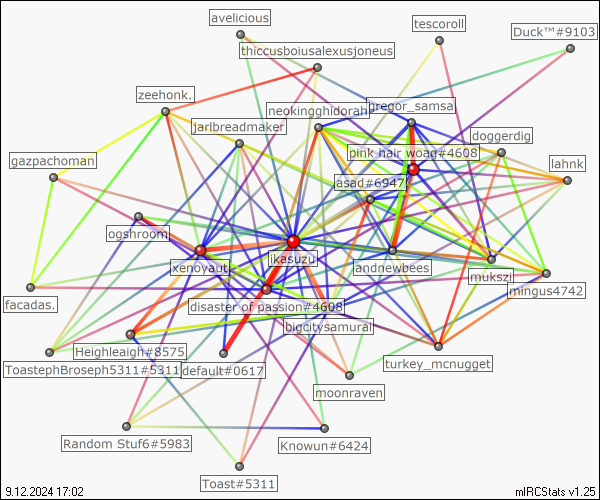 avelicious
tescoroll
Duck™#9103
thiccusboiusalexusjoneus
zeehonk.
gregor_samsa
neokingghidorah
jarlbreadmaker
doggerdig
pink hair woag#4608
gazpachoman
lahnk
asad#6947
ogshroom
ikasuzu
xenoyaut
andnewbees
mukszi
mingus4742
facadas.
disaster of passion#4608
bigcitysamurai
Heighleigh#8575
ToastephBroseph5311#5311
default#0617
turkey_mcnugget
moonraven
Random Stuf6#5983
Knowun#6424
Toast#5311
9.12.2024 17:02
mIRCStats v1.25